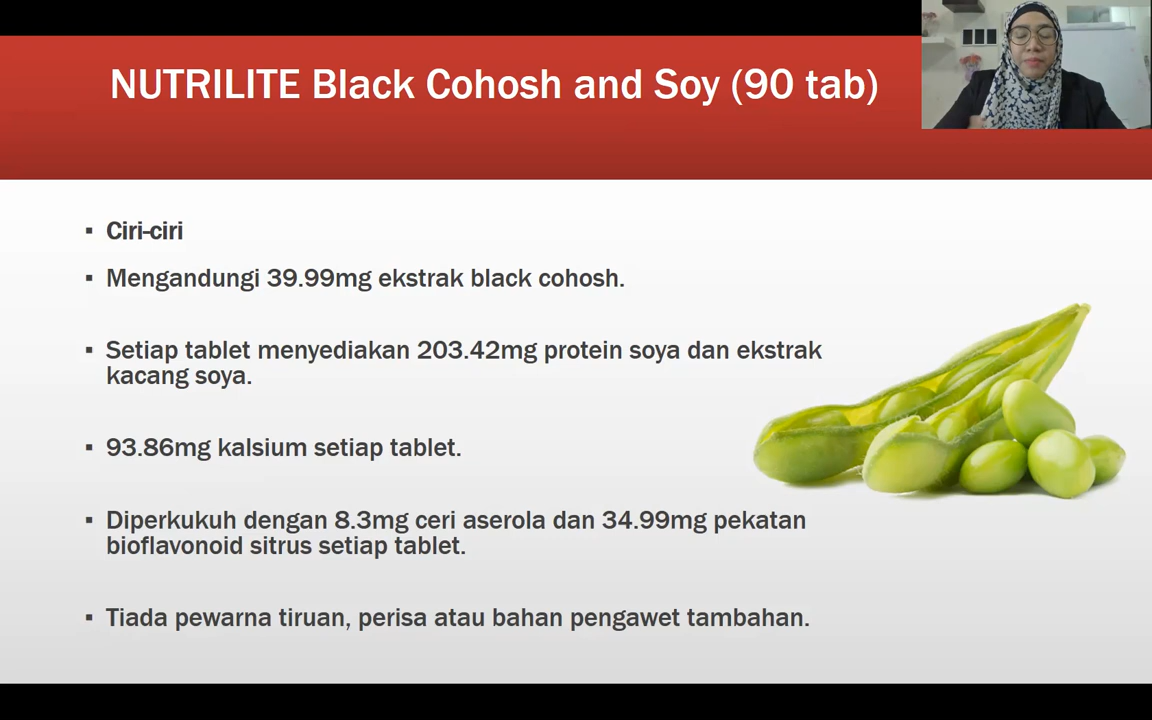 NUTRILITE Black Cohosh and Soy (90 tab)
▪ Ciri-ciri
▪ Mengandungi 39.99mg ekstrak black cohosh.
▪ Setiap tablet menyediakan 203.42mg protein soya dan ekstrak
kacang soya.
▪ 93.86mg kalsium setiap tablet.
▪ Diperkukuh dengan 8.3mg ceri aserola dan 34.99mg pekatan
bioflavonoid sitrus setiap tablet.
▪ Tiada pewarna tiruan, perisa atau bahan pengawet tambahan.